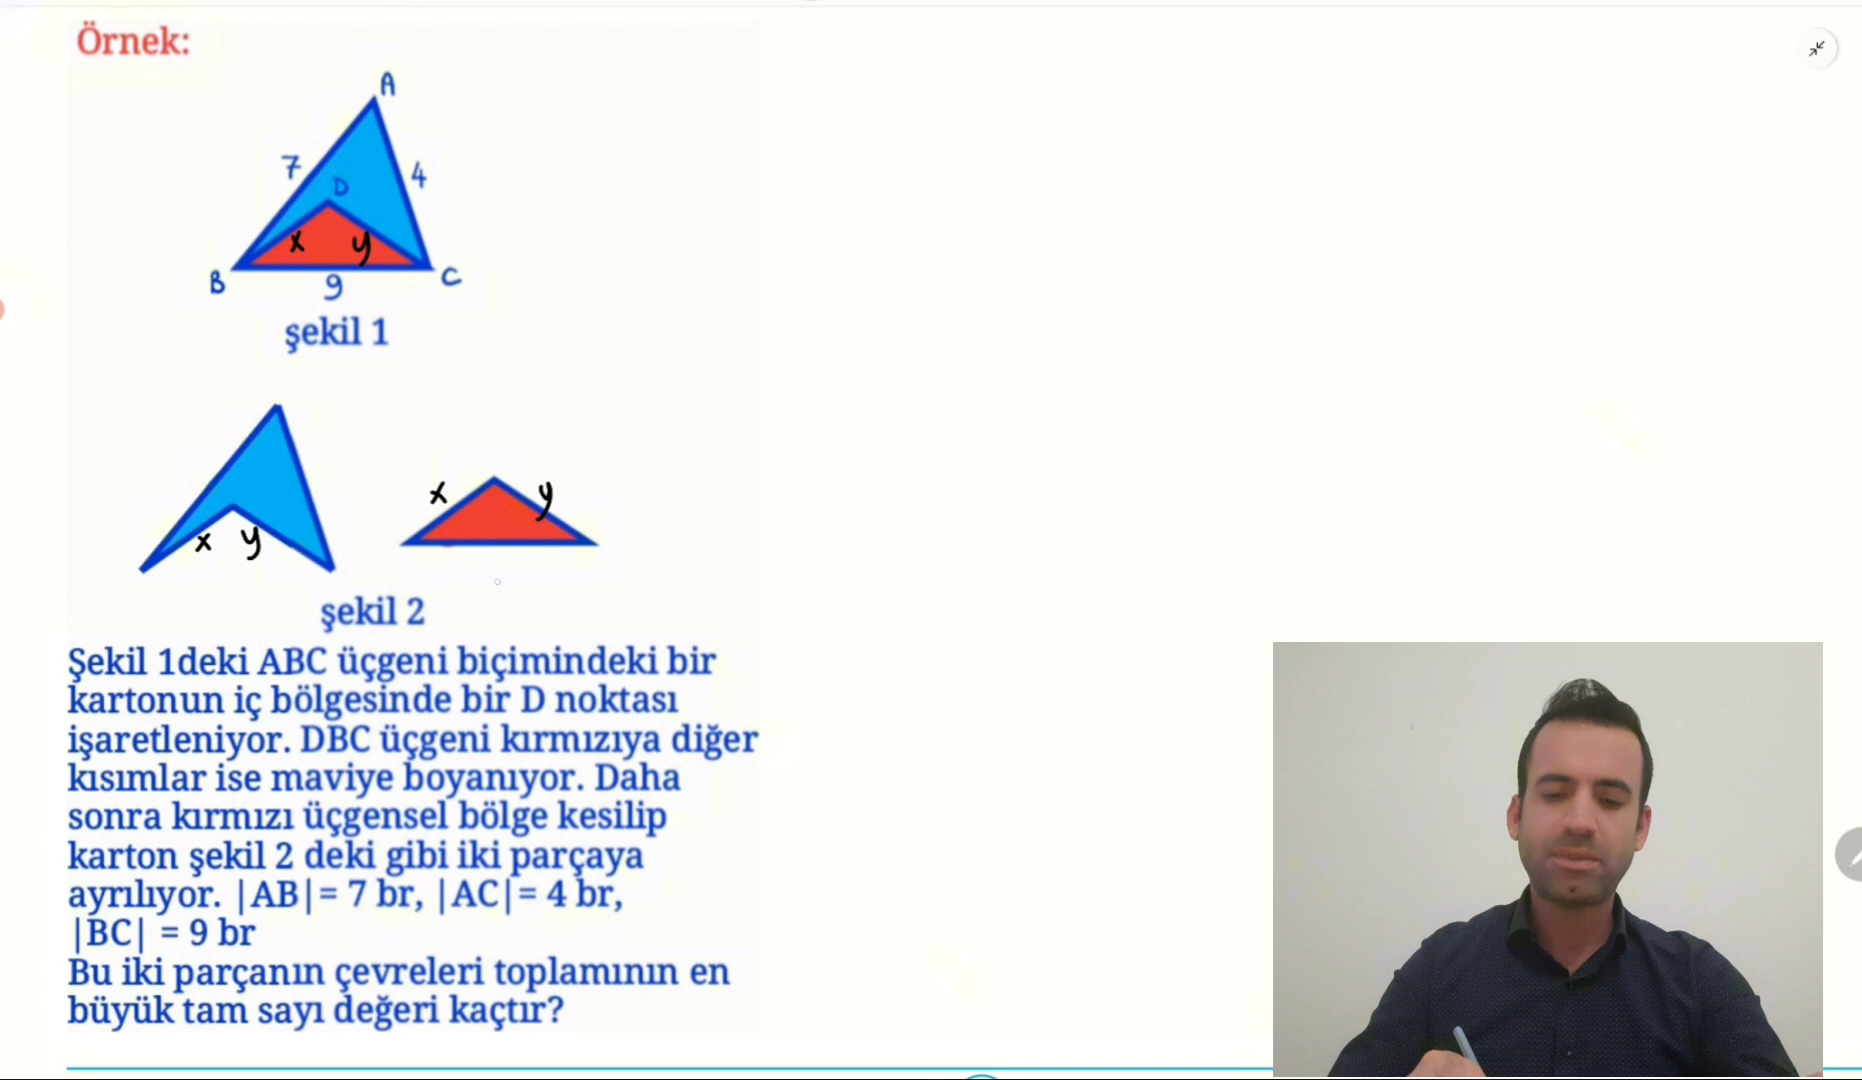 Örnek:
A
7
4
D
x y
B
C
9
şekil 1
x y
x y
şekil 2
Şekil 1deki ABC üçgeni biçimindeki bir
kartonun iç bölgesinde bir D noktası
işaretleniyor. DBC üçgeni kırmızıya diğer
kısımlar ise maviye boyanıyor. Daha
sonra kırmızı üçgensel bölge kesilip
karton şekil 2 deki gibi iki parçaya
ayrılıyor. |AB|= 7 br, |AC|= 4 br,
|BC| = 9 br
Bu iki parçanın çevreleri toplamının en
büyük tam sayı değeri kaçtır?